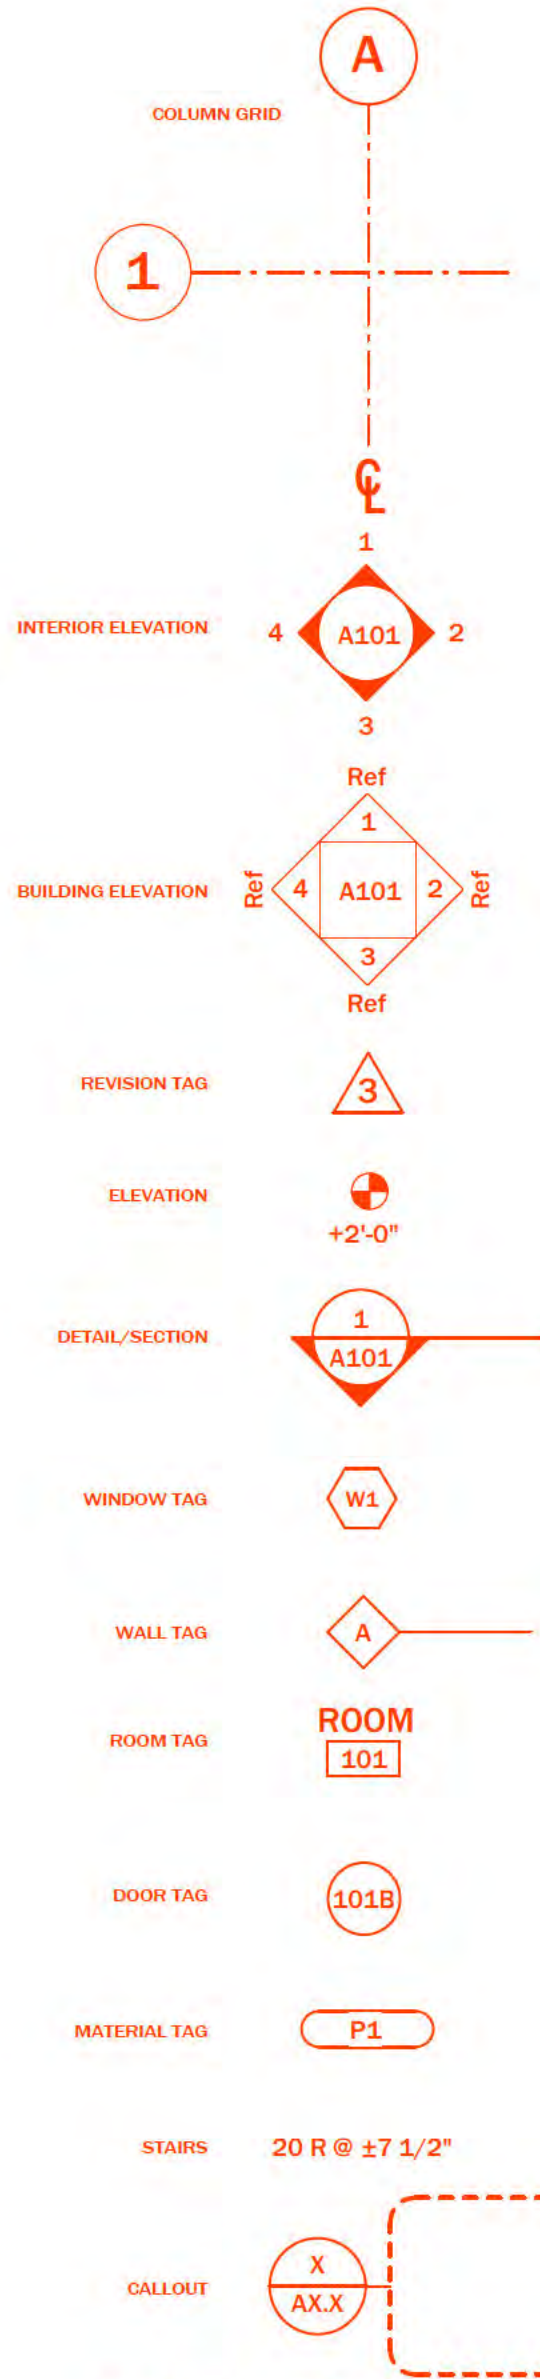 A
COLUMN GRID
1
℄
1
INTERIOR ELEVATION
4
A101
2
3
Ref
1
BUILDING ELEVATION
Ref
4
A101
2
Ref
3
Ref
REVISION TAG
3
ELEVATION
+2'-0"
1
DETAIL/SECTION
A101
WINDOW TAG
W1
WALL TAG
A
ROOM
ROOM TAG
101
DOOR TAG
101B
MATERIAL TAG
P1
STAIRS
20 R @ ±7 1/2"
X
CALLOUT
AX.X